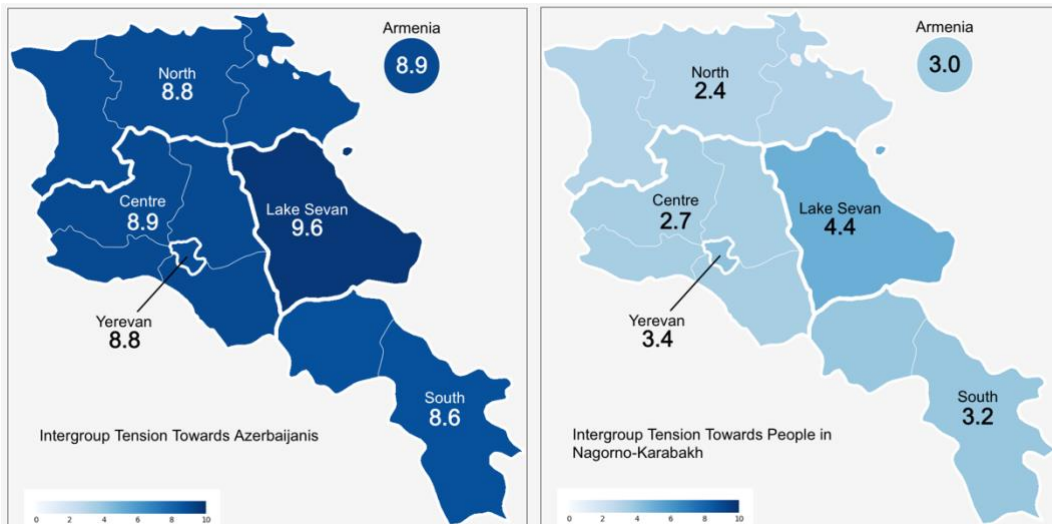 Armenia
8.9
North
8.8
Centre
8.9
Lake Sevan
9.6
Yerevan
8.8
South
8.6
Intergroup Tension Towards Azerbaijanis
0 2 4 6 8 10
Armenia
3.0
North
2.4
Centre
2.7
Lake Sevan
4.4
Yerevan
3.4
South
3.2
Intergroup Tension Towards People in
Nagorno-Karabakh
0 2 4 6 8 10